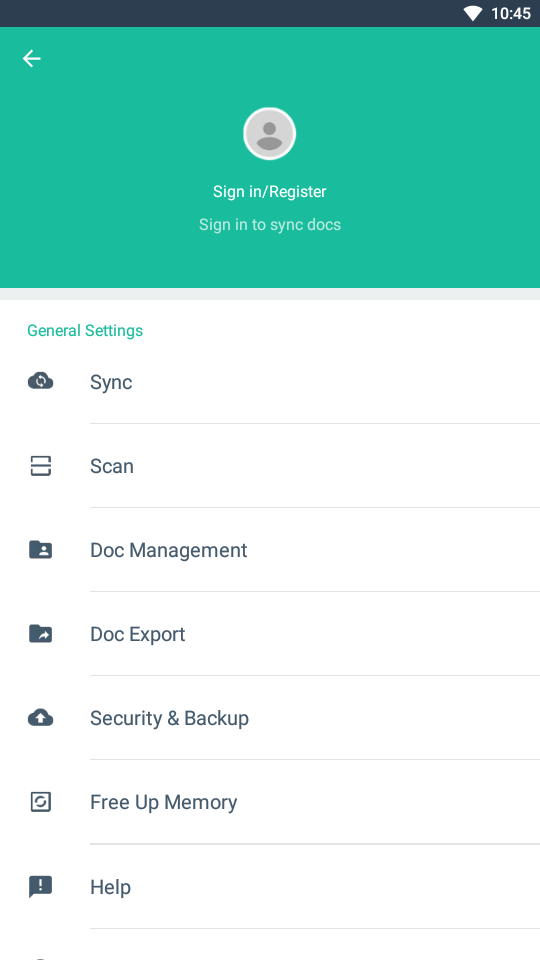 10:45
Sign in/Register
Sign in to sync docs
General Settings
Sync
Scan
Doc Management
Doc Export
Security & Backup
Free Up Memory
Help